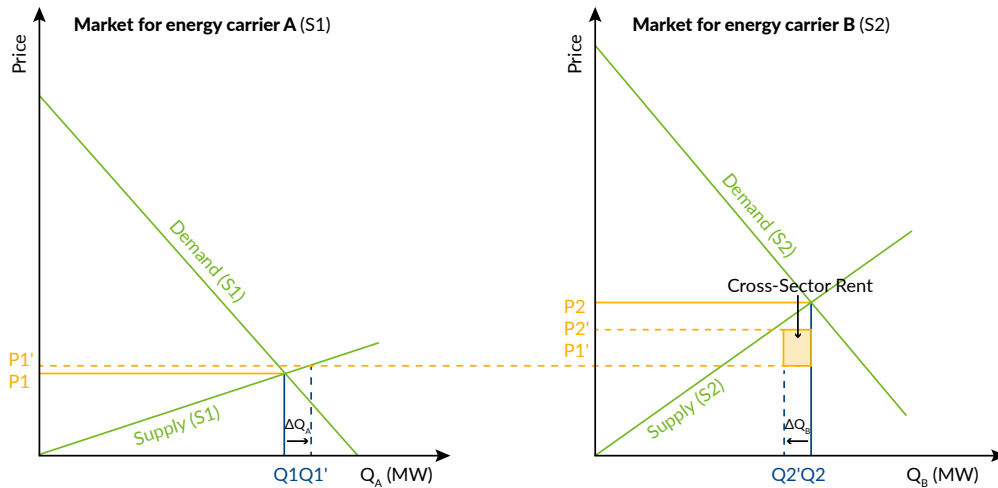 Market for energy carrier A (S1)
Price
Demand (S1)
Supply (S1)
P1'
P1
ΔQA
Q1Q1'
QA (MW)
Market for energy carrier B (S2)
Price
Demand (S2)
Cross-Sector Rent
P2
P2'
P1'
Supply (S2)
ΔQB
Q2'Q2
QB (MW)